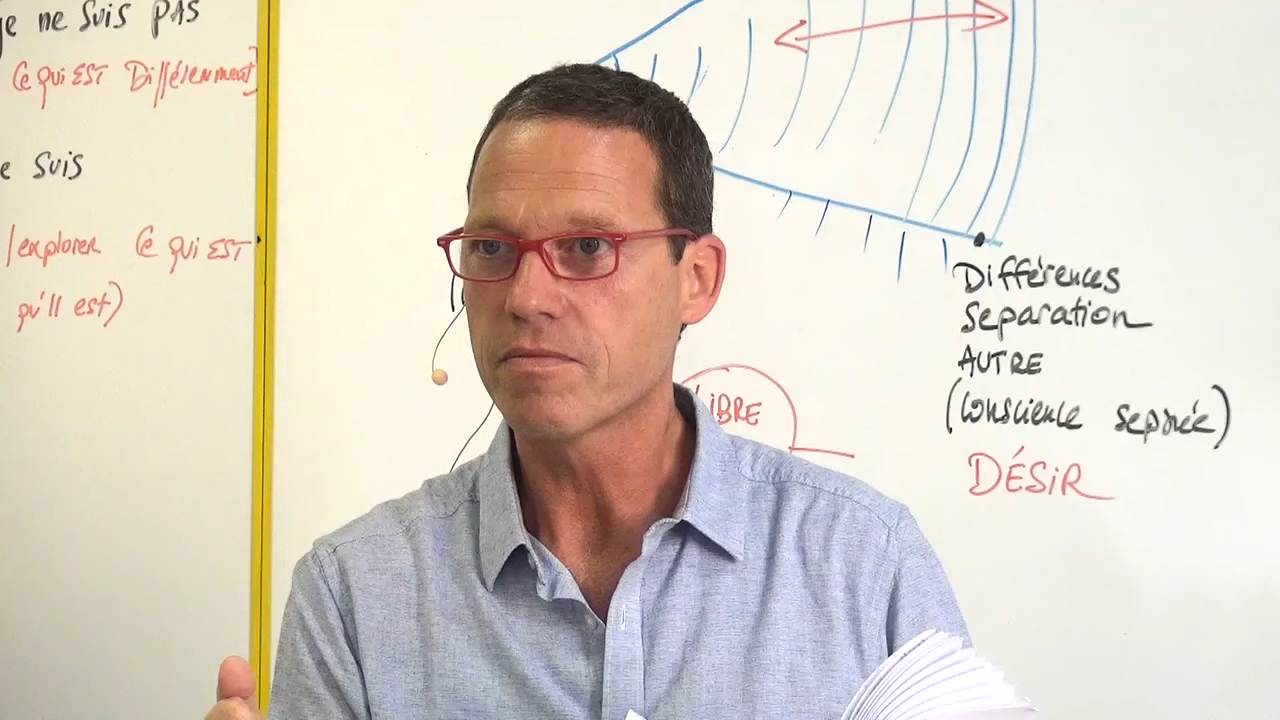 je ne suis PAS
Ce qui EST Différemment]
e suis
/explorer Ce qui EST
qu'il est)
LIBRE
Différences
Separation
AUTRE
(Conscience séparée)
DÉSIR